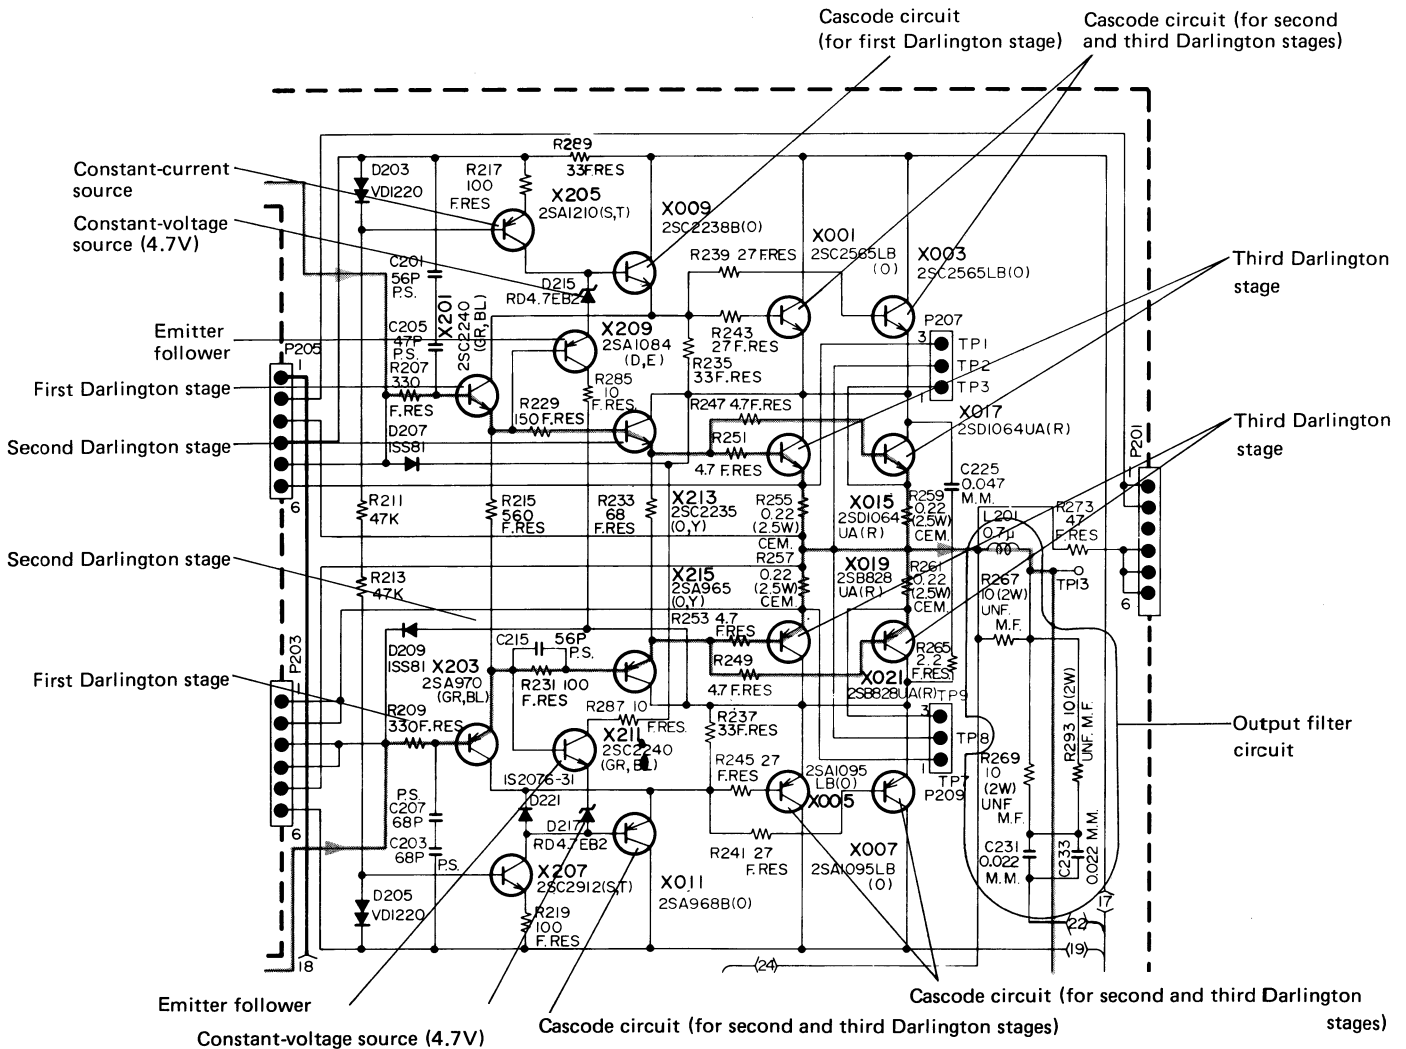 Cascode circuit
(for first Darlington stage)
Cascode circuit (for second
and third Darlington stages)
Constant-current
source
Constant-voltage
source (4.7V)
Emitter
follower
First Darlington stage
Second Darlington stage
Second Darlington stage
First Darlington stage
Third Darlington
stage
Third Darlington
stage
Output filter
circuit
D203
VD1220
R217
100
F.RES
R289
33F.RES
X205
2SA1210(S,T)
X009
2SC2238B(O)
R239 27F.RES
X001
2SC2565LB
(O)
X003
2SC2565LB(O)
C201
56P
P.S.
D215
RD4.7EB2
X201
2SC2240
(GR,BL)
C205
47P
P.S.
R207
330
F.RES
X209
2SA1084
(D,E)
R243
27F.RES
R235
33F.RES
P207
3
TP1
TP2
TP3
1
P205
1
6
R285
10
F.RES
R229
150F.RES
R247 4.7F.RES
R251
4.7 F.RES
X017
2SD1064UA(R)
D207
1SS81
C225
0.047
M.M.
P201
1
6
R211
47K
R215
560
F.RES
R233
68
F.RES
X213
2SC2235
(O,Y)
R255
0.22
(2.5W)
CEM.
X015
2SD1064
UA(R)
R259
0.22
(2.5W)
CEM.
L201
0.7μ
R273
47
F.RES
R213
47K
X215
2SA965
(O,Y)
R257
0.22
(2.5W)
CEM.
X019
2SB828
UA(R)
R261
0.22
(2.5W)
CEM.
R267
10(2W)
UNF.
M.F.
TP13
P203
1
6
D209
1SS81
C215
56P
P.S.
R253 4.7
F.RES
R249
4.7 F.RES
R265
2.2
F.RES
X203
2SA970
(GR,BL)
R231 100
F.RES
X021
2SB828UA(R)
R209
330F.RES
R287 10
F.RES.
R237
33F.RES
TP9
3
TP8
1
TP7
P209
X211
2SC2240
(GR,BL)
R293 10(2W)
UNF. M.F.
1S2076-31
D221
R245 27
F.RES
2SA1095
LB(O)
X005
R269
10
(2W)
UNF
M.F.
P.S.
C207
68P
C203
68P
P.S.
D217
RD4.7EB2
R241 27
F.RES
X007
2SA1095LB
(O)
C231
0.022
M.M.
C233
0.022 M.M.
X207
2SC2912(S,T)
X011
2SA968B(O)
D205
VD1220
R219
100
F.RES
17
22
19
18
24
Emitter follower
Constant-voltage source (4.7V)
Cascode circuit (for second and third Darlington stages)
Cascode circuit (for second and third Darlington
stages)